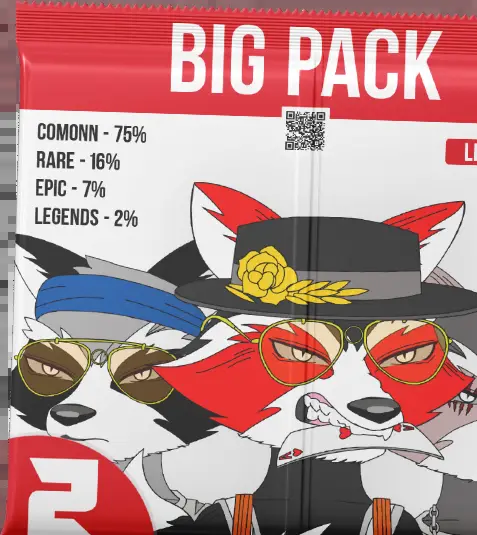 BIG PACK
COMONN - 75%
RARE - 16%
EPIC - 7%
LEGENDS - 2%